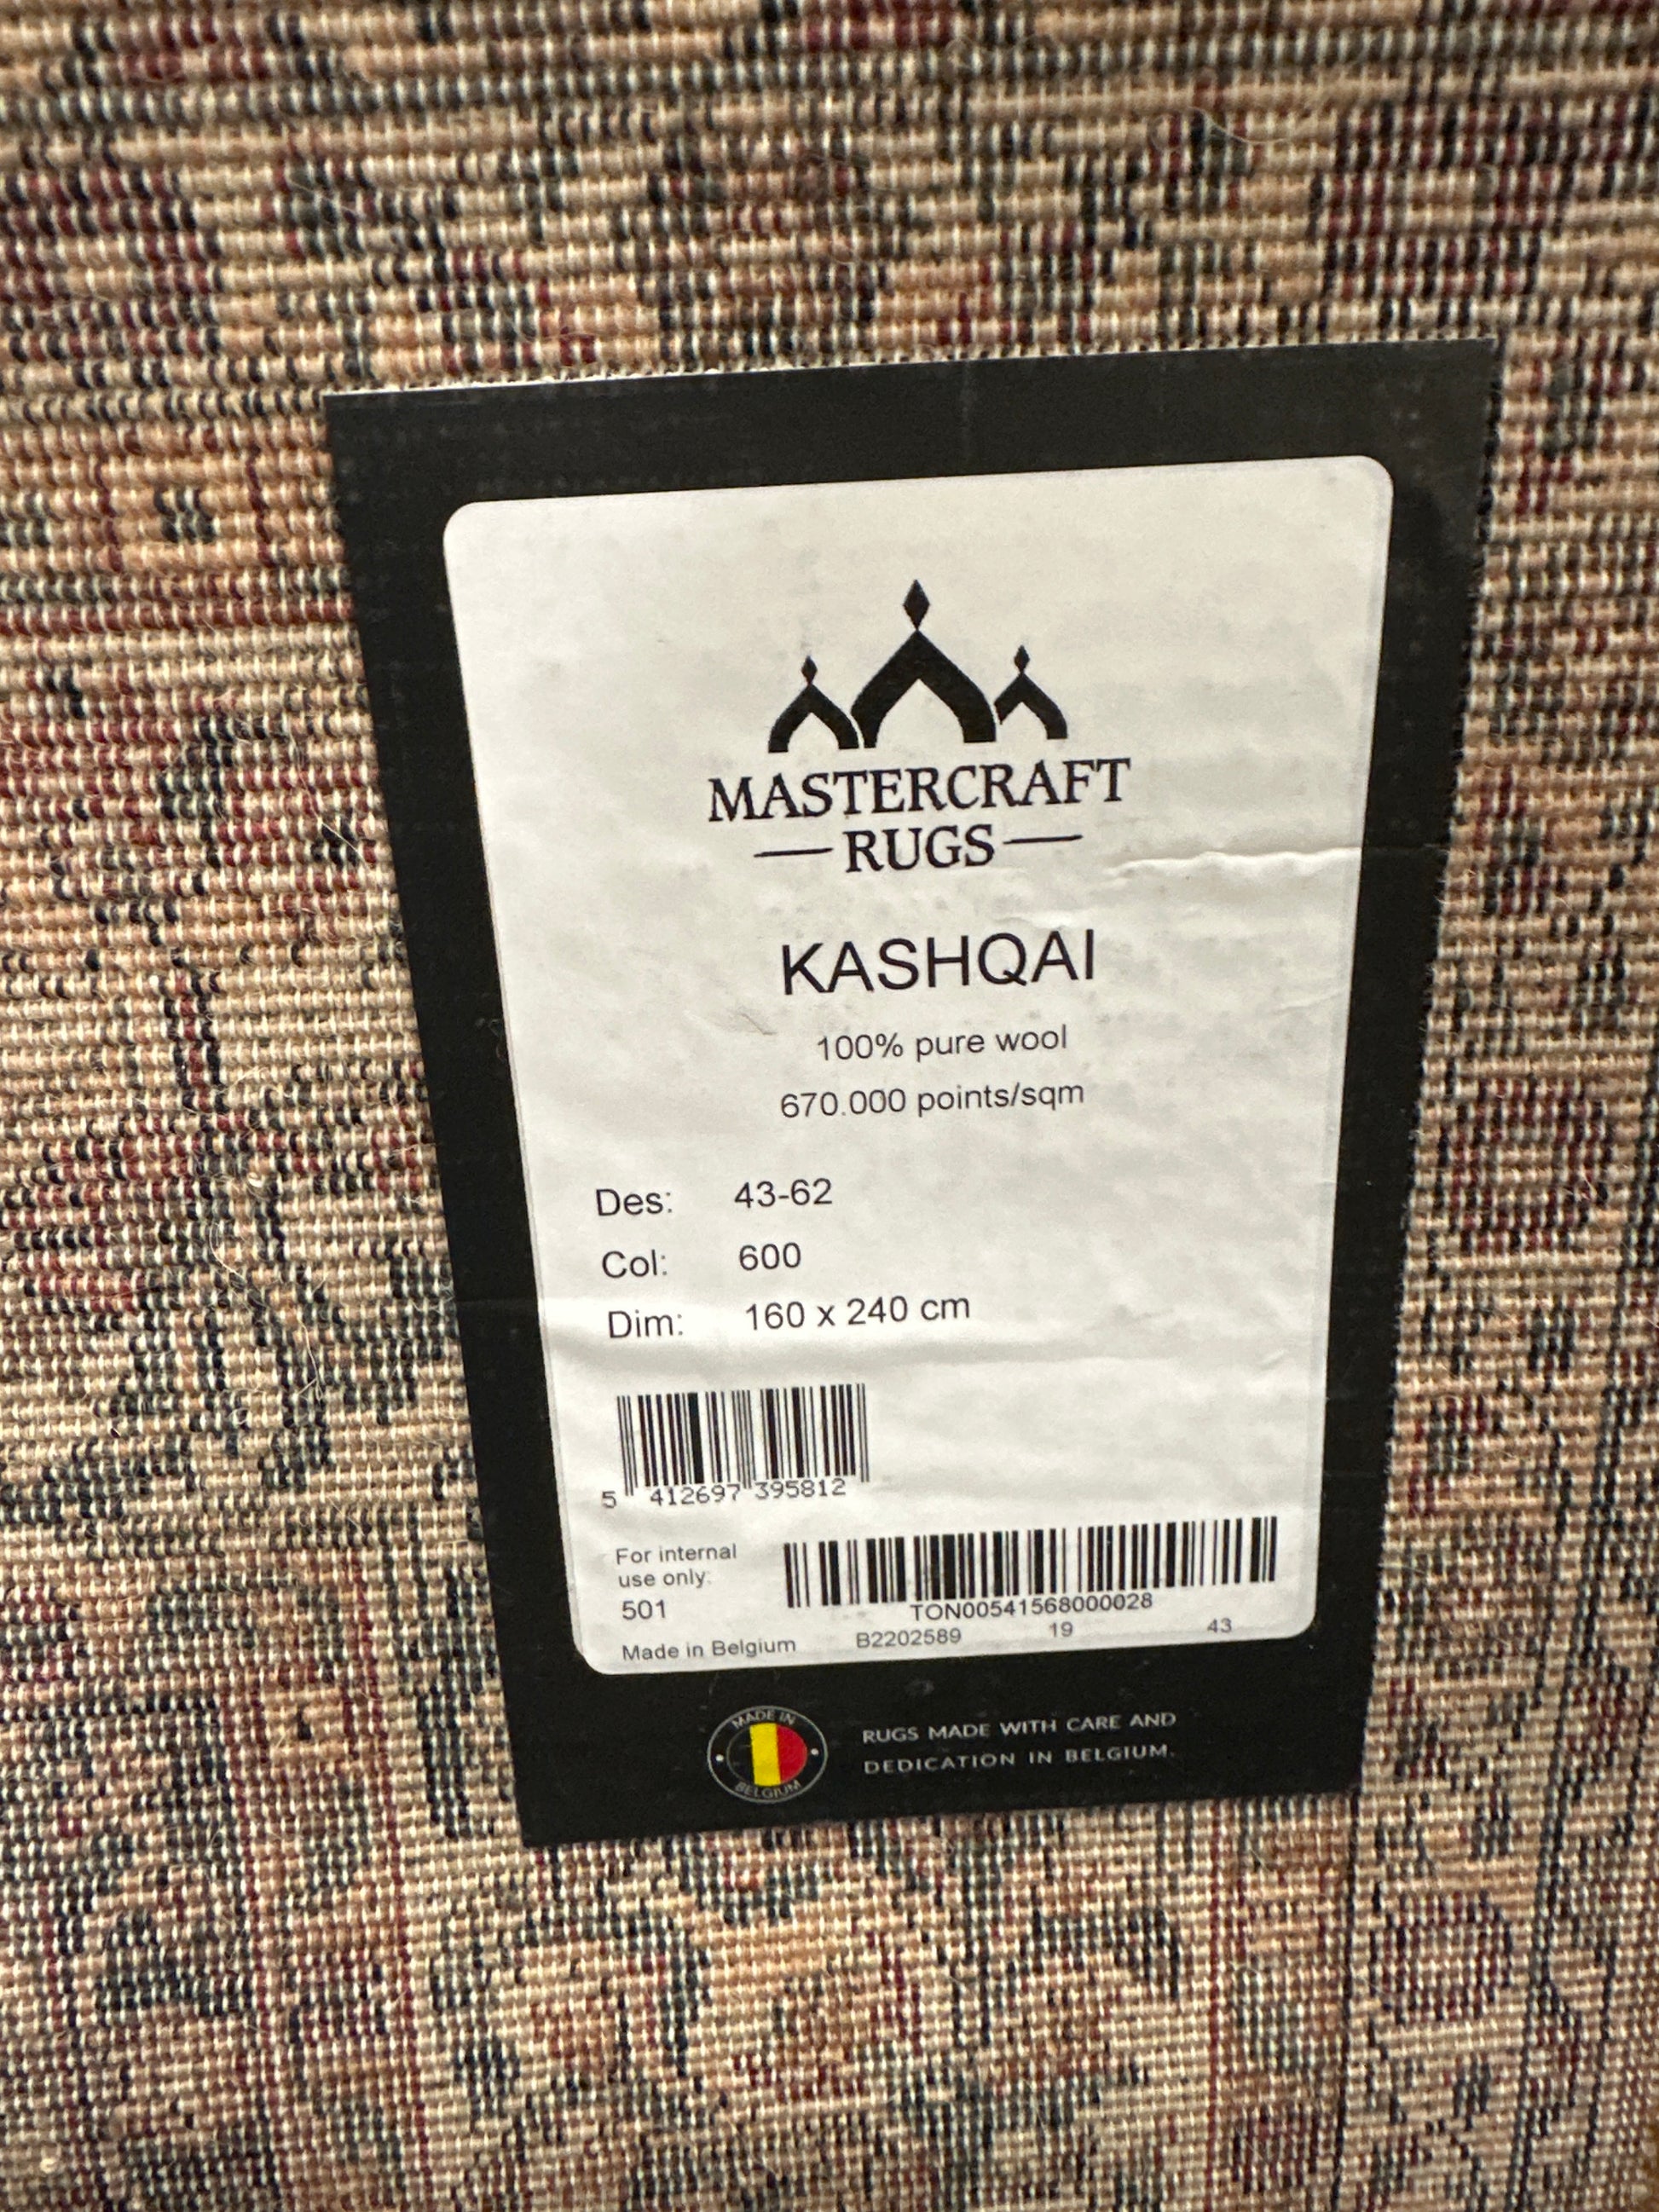 MASTERCRAFT
RUGS
KASHQAI
100% pure wool
670.000 points/sqm
Des: 43-62
Col: 600
Dim: 160 x 240 cm
5 412697 395812
For internal
use only:
501
TON00541568000028
Made in Belgium B2202589 19 43
MADE IN
BELGIUM
RUGS MADE WITH CARE AND
DEDICATION IN BELGIUM.